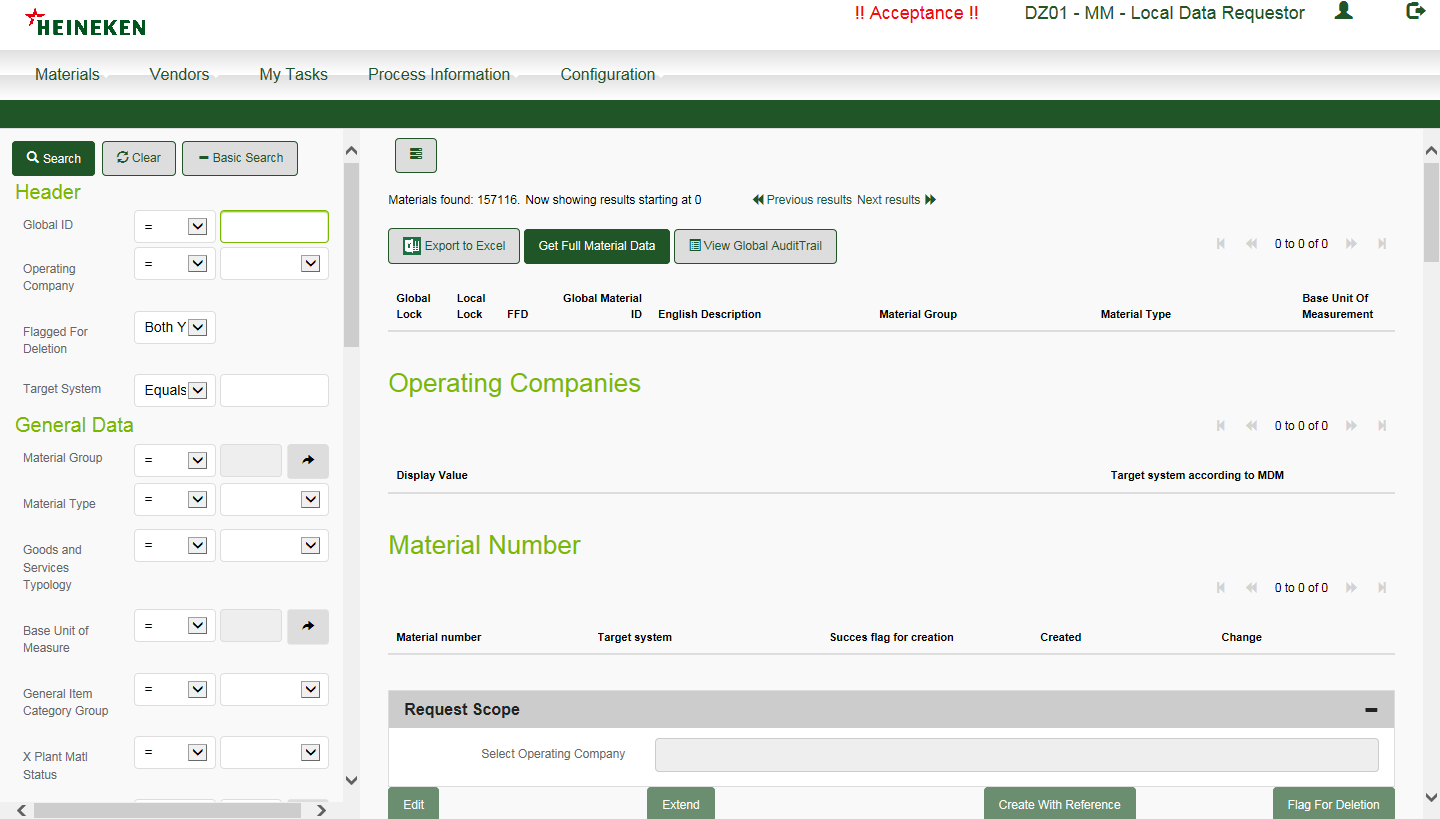 HEINEKEN
!! Acceptance !!
DZ01 - MM - Local Data Requestor
Materials
Vendors
My Tasks
Process Information
Configuration
Search
Clear
Basic Search
Header
Global ID
=
Operating
Company
=
Flagged For
Deletion
Both Y
Target System
Equals
General Data
Material Group
=
Material Type
=
Goods and
Services
Typology
=
Base Unit of
Measure
=
General Item
Category Group
=
X Plant Matl
Status
=
Materials found: 157116. Now showing results starting at 0
Previous results Next results
Export to Excel
Get Full Material Data
View Global AuditTrail
0 to 0 of 0
Global
Lock
Local
Lock
FFD
Global Material
ID
English Description
Material Group
Material Type
Base Unit Of
Measurement
Operating Companies
0 to 0 of 0
Display Value
Target system according to MDM
Material Number
0 to 0 of 0
Material number
Target system
Succes flag for creation
Created
Change
Request Scope
Select Operating Company
Edit
Extend
Create With Reference
Flag For Deletion